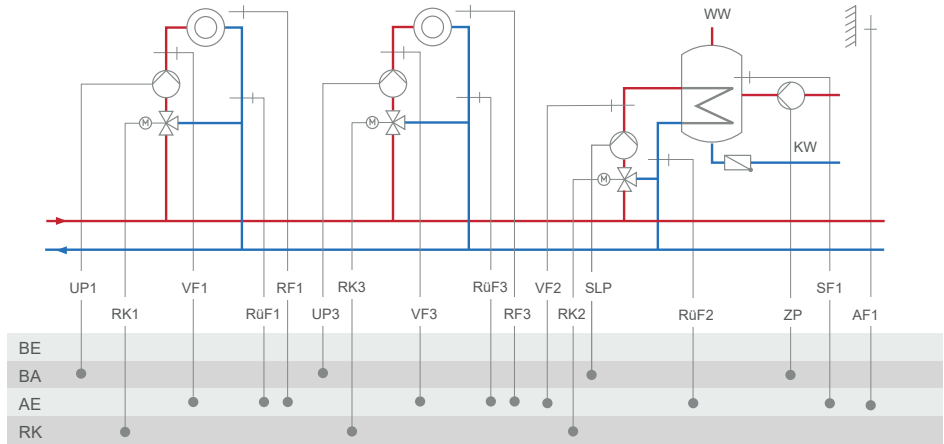 WW
M
M
KW
M
UP1 VF1 RF1 RK3 RüF3 VF2 SLP SF1
RK1 RüF1 UP3 VF3 RF3 RK2 RüF2 ZP AF1
BE
BA
AE
RK